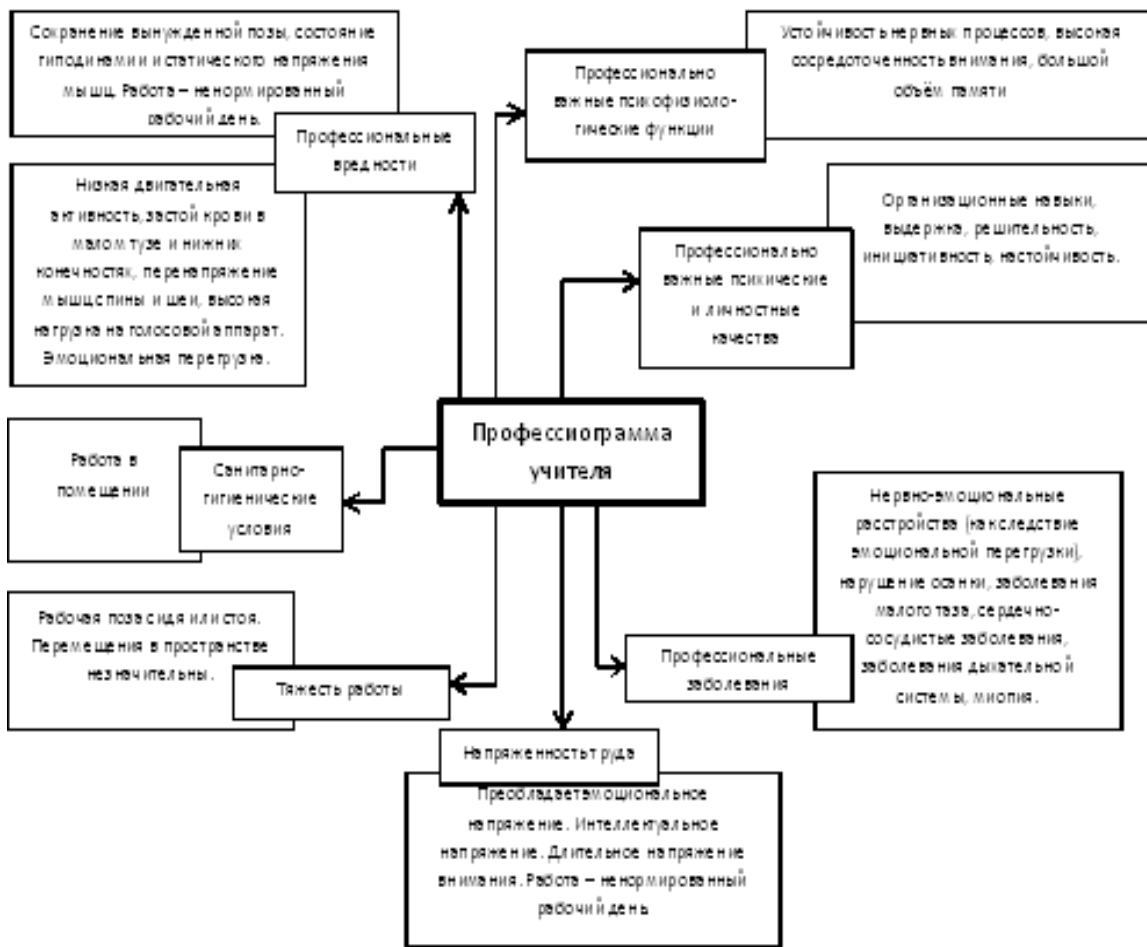 Сохранение вынужденной позы, состояние
гиподинамии и статического напряжения
мышц. Работа – ненормированный
рабочий день.
Профессиональные
вредности
Низкая двигательная
активность, застой крови в
малом тузе и нижних
конечностях, перенапряжение
мышц спины и шеи, высокая
нагрузка на голосовой аппарат.
Эмоциональная перегрузка.
Профессионально
важные психофизиоло-
гические функции
Устойчивость нервных процессов, высокая
сосредоточенность внимания, большой
объём памяти
Профессионально
важные психические
и личностные
качества
Организационные навыки,
выдержка, решительность,
инициативность, настойчивость.
Профессиограмма
учителя
Работа в
помещении
Санитарно-
гигиенические
условия
Рабочая поза сидя или стоя.
Перемещения в пространстве
незначительны.
Тяжесть работы
Профессиональные
заболевания
Нервно-эмоциональные
расстройства (как следствие
эмоциональной перегрузки),
нарушение осанки, заболевания
малого таза, сердечно-
сосудистые заболевания,
заболевания дыхательной
системы, миопия.
Напряженность труда
Преобладает эмоциональное
напряжение. Интеллектуальное
напряжение. Длительное напряжение
внимания. Работа – ненормированный
рабочий день